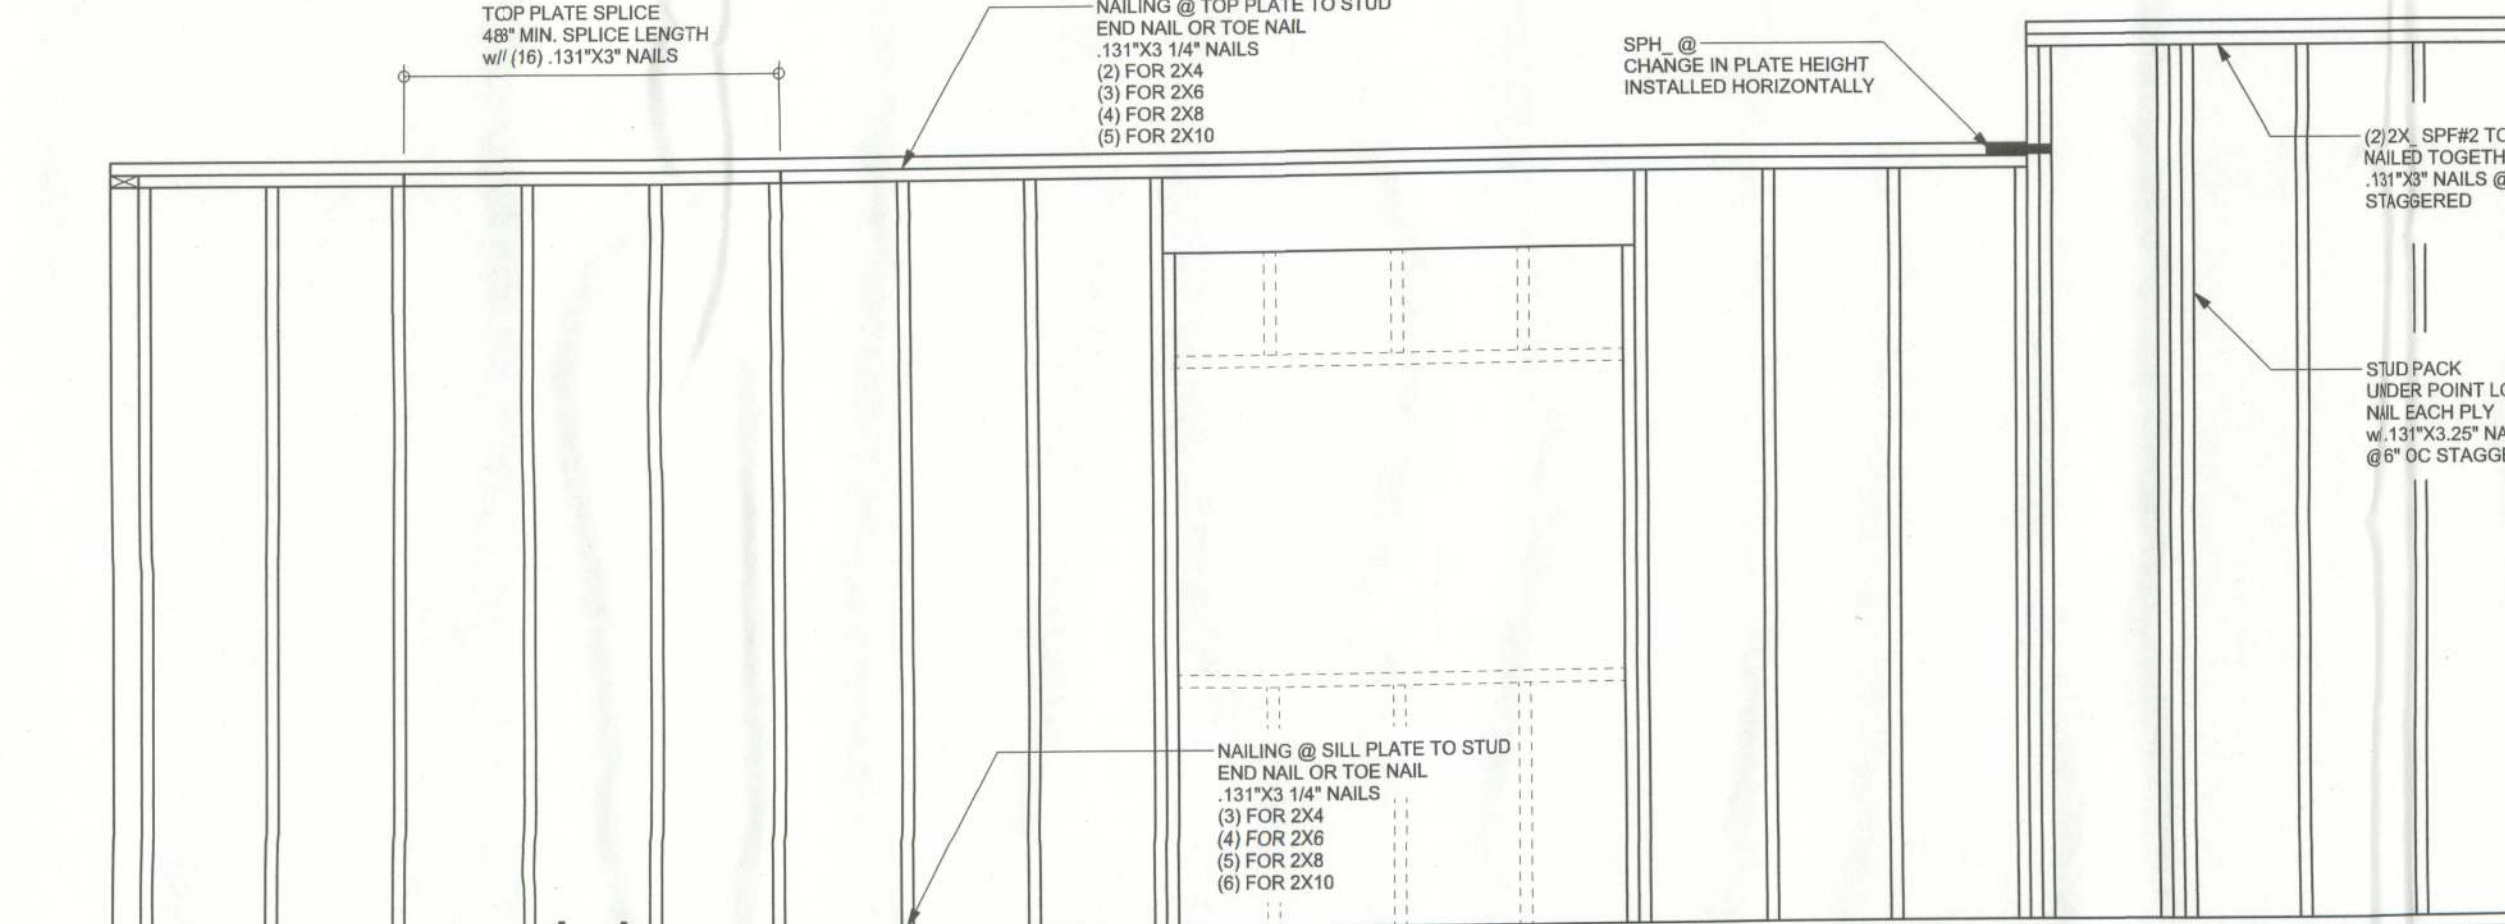 TOP PLATE SPLICE
48" MIN. SPLICE LENGTH
w/ (16) .131"X3" NAILS
NAILING @ TOP PLATE TO STUD
END NAIL OR TOE NAIL
.131"X3 1/4" NAILS
(2) FOR 2X4
(3) FOR 2X6
(4) FOR 2X8
(5) FOR 2X10
SPH_ @
CHANGE IN PLATE HEIGHT
INSTALLED HORIZONTALLY
(2) 2X_ SPF#2
NAILED
.131"X3" NAILS @
STAGGERED
STUD PACK
UNDER POINT
NAIL EACH PLY
w/.131"X3.25"
@ 6" OC
NAILING @ SILL PLATE TO STUD
END NAIL OR TOE NAIL
.131"X3 1/4" NAILS
(3) FOR 2X4
(4) FOR 2X6
(5) FOR 2X8
(6) FOR 2X10